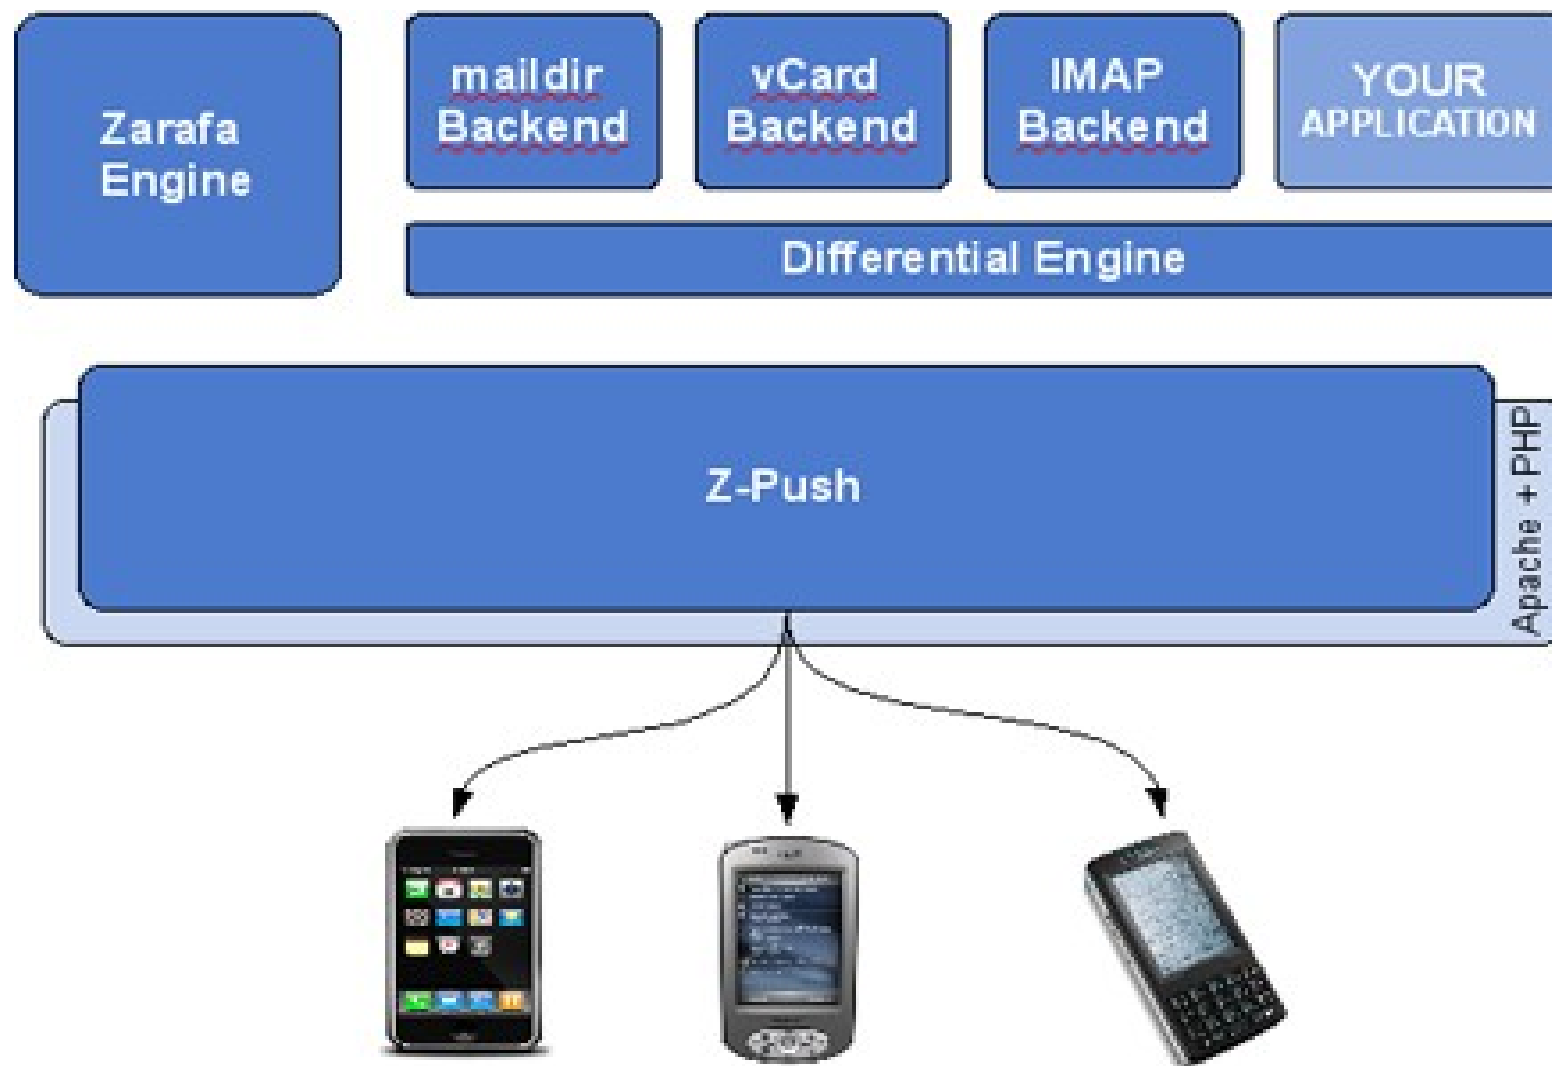 Zarafa
Engine
maildir
Backend
vCard
Backend
IMAP
Backend
YOUR
APPLICATION
Differential Engine
Z-Push
Apache + PHP